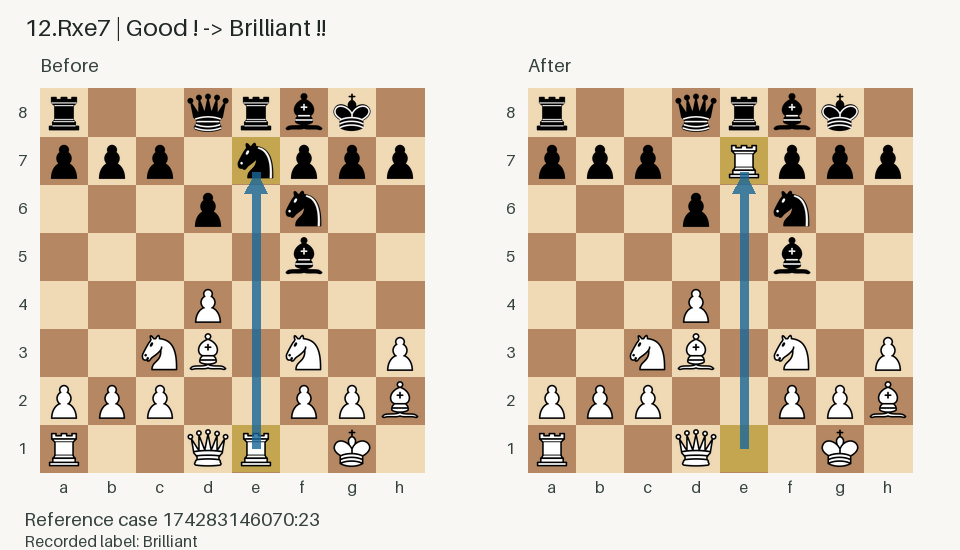 12.Rxe7 | Good ! -> Brilliant !!
Before
After
8
7
6
5
4
3
2
1
a b c d e f g h
8
7
6
5
4
3
2
1
a b c d e f g h
Reference case 174283146070:23
Recorded label: Brilliant